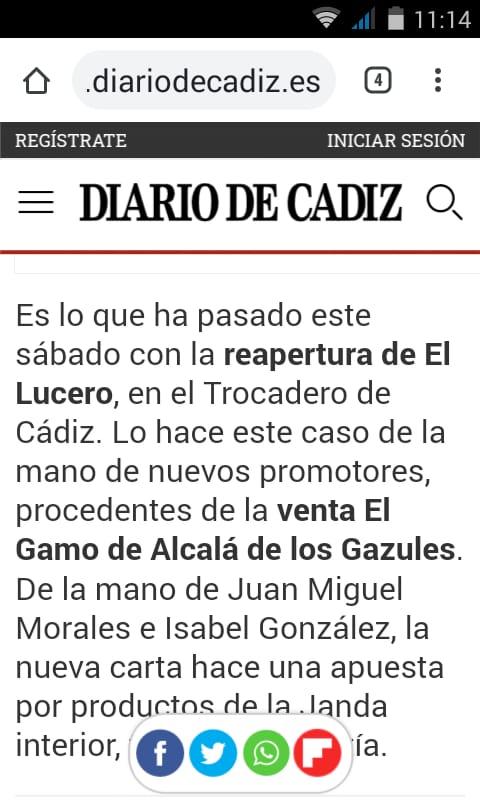 11:14
.diariodecadiz.es
4
REGÍSTRATE
INICIAR SESIÓN
DIARIO DE CADIZ
Es lo que ha pasado este
sábado con la reapertura de El
Lucero, en el Trocadero de
Cádiz. Lo hace este caso de la
mano de nuevos promotores,
procedentes de la venta El
Gamo de Alcalá de los Gazules.
De la mano de Juan Miguel
Morales e Isabel González, la
nueva carta hace una apuesta
por productos de la Janda
interior,